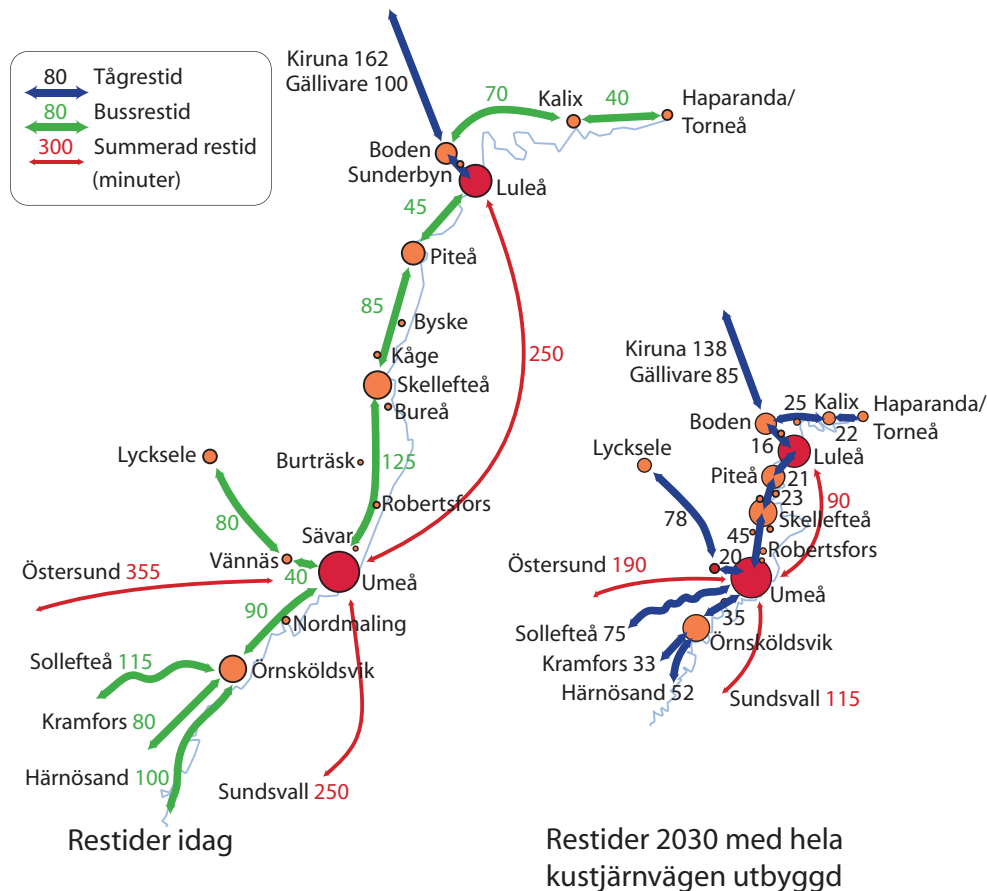 80 Tågrestid
80 Bussrestid
300 Summerad restid
(minuter)
Kiruna 162
Gällivare 100
70
Kalix
40
Haparanda/
Torneå
Boden
Sunderbyn
Luleå
45
Piteå
85
Byske
Kåge
Skellefteå
Bureå
250
Lycksele
Burträsk
125
Robertsfors
80
Sävar
Vännäs
40
Umeå
Östersund 355
90
Nordmaling
Sollefteå 115
Örnsköldsvik
Kramfors 80
Härnösand 100
Sundsvall 250
Restider idag
Kiruna 138
Gällivare 85
25
Kalix
Haparanda/
Torneå
22
Boden
16
Luleå
Piteå
21
23
90
Lycksele
Skellefteå
78
45
Robertsfors
20
Östersund 190
Umeå
35
Sollefteå 75
Örnsköldsvik
Kramfors 33
Härnösand 52
Sundsvall 115
Restider 2030 med hela
kustjärnvägen utbyggd